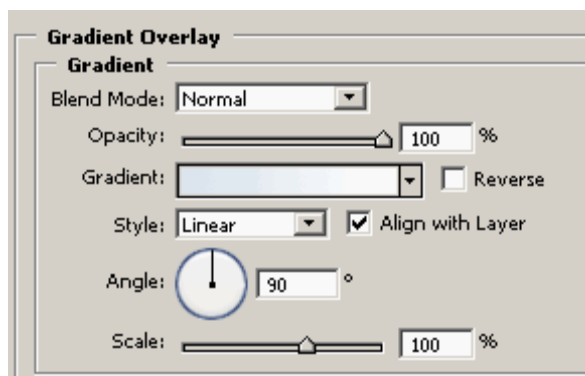 Gradient Overlay
Gradient
Blend Mode: Normal
Opacity: 100 %
Gradient: Reverse
Style: Linear Align with Layer
Angle: 90 °
Scale: 100 %